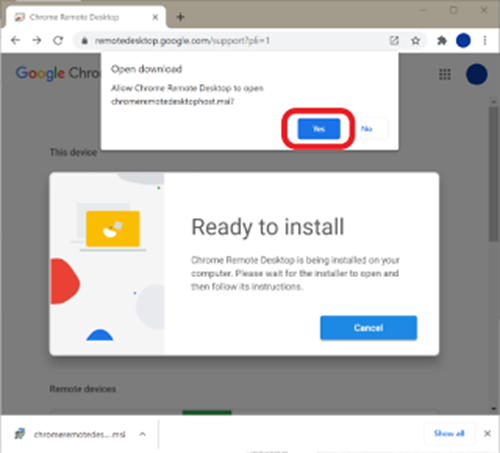 Chrome Remote Desktop
remotedesktop.google.com/support?pli=1
Google Chro
Open download
Allow Chrome Remote Desktop to open
chromeremotedesktophost.msi?
Yes
No
This device
Ready to install
Chrome Remote Desktop is being installed on your
computer. Please wait for the installer to open and
then follow its instructions.
Cancel
Remote devices
chromeremotedes....msi
Show all